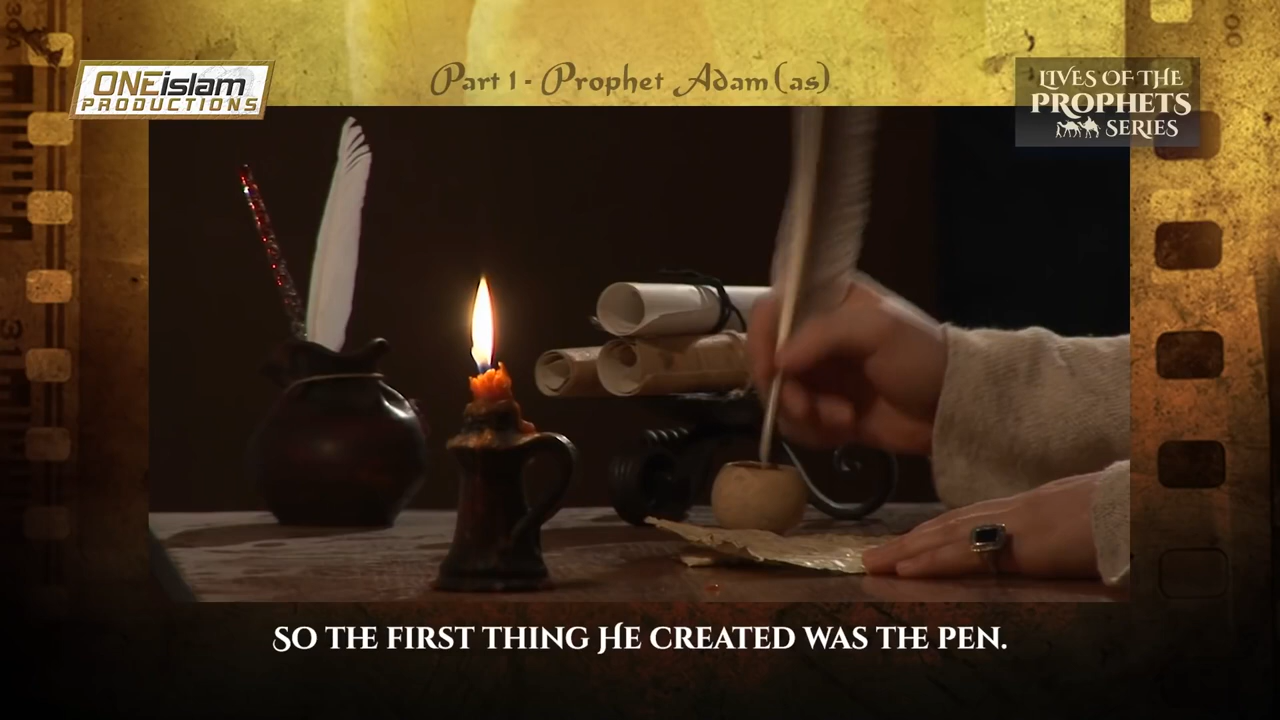 ONEislam
PRODUCTIONS
Part 1 - Prophet Adam (as)
LIVES OF THE
PROPHETS
SERIES
SO THE FIRST THING HE CREATED WAS THE PEN.